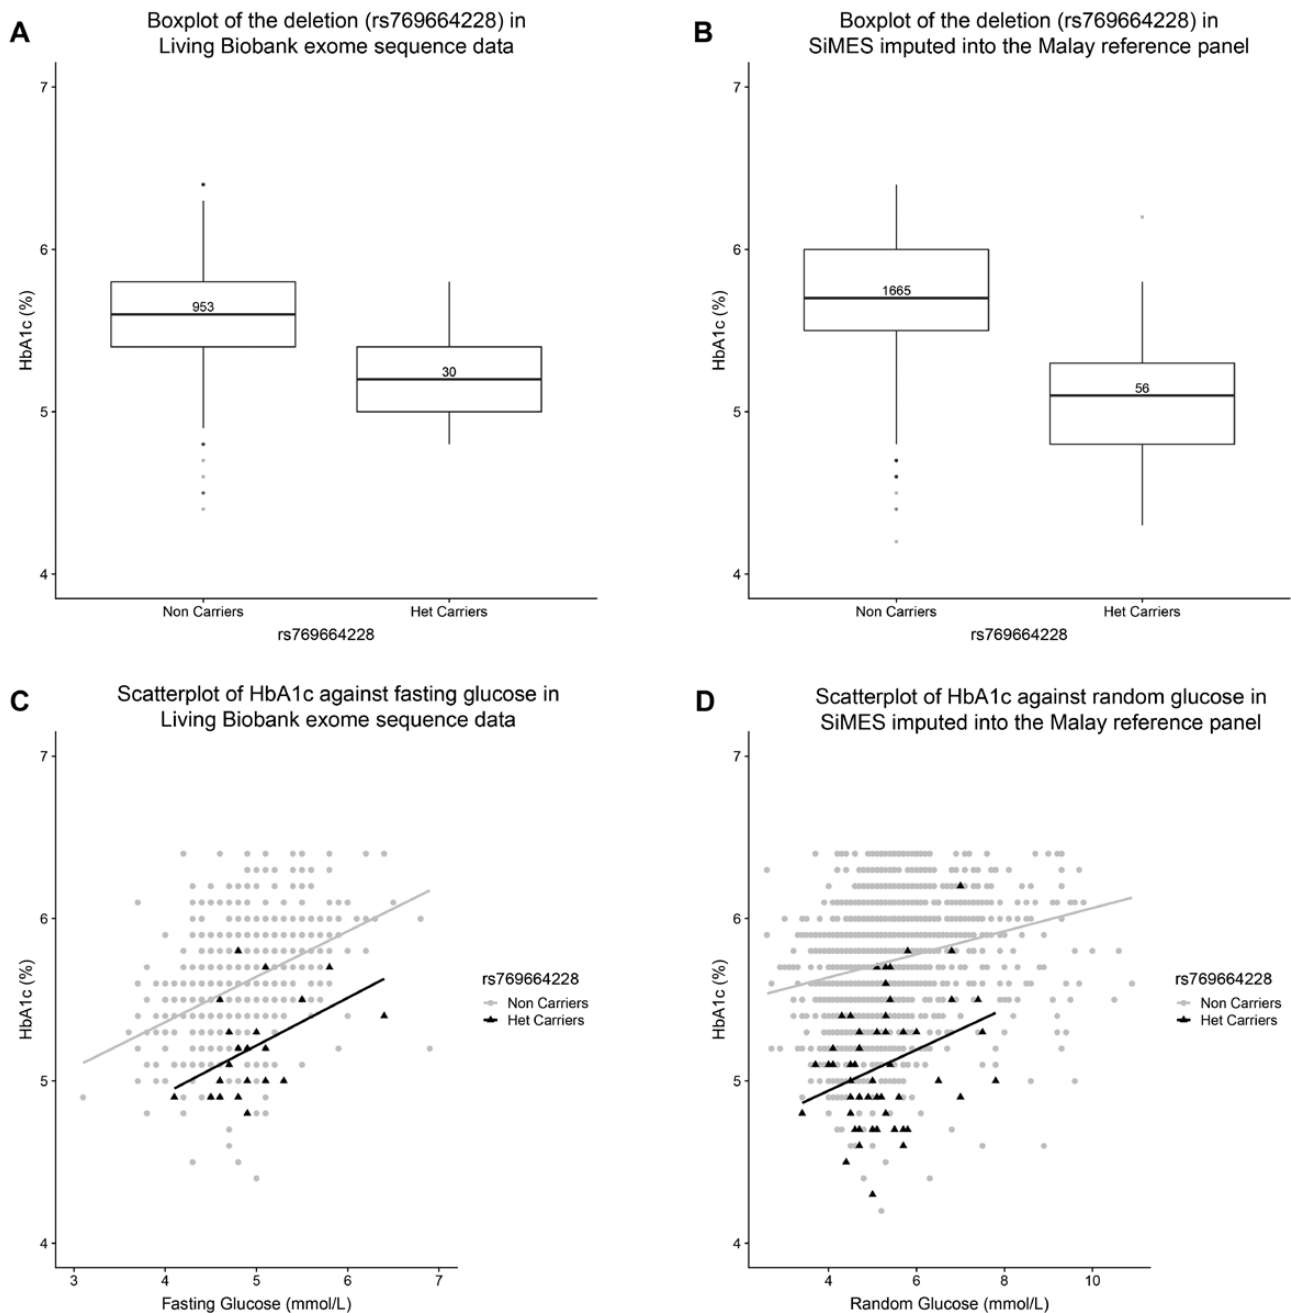 A
Boxplot of the deletion (rs769664228) in
Living Biobank exome sequence data
7
6
5
4
HbA1c (%)
953
30
Non Carriers
Het Carriers
rs769664228
B
Boxplot of the deletion (rs769664228) in
SiMES imputed into the Malay reference panel
7
6
5
4
HbA1c (%)
1665
56
Non Carriers
Het Carriers
rs769664228
C
Scatterplot of HbA1c against fasting glucose in
Living Biobank exome sequence data
7
6
5
4
HbA1c (%)
rs769664228
Non Carriers
Het Carriers
3
4
5
6
7
Fasting Glucose (mmol/L)
D
Scatterplot of HbA1c against random glucose in
SiMES imputed into the Malay reference panel
7
6
5
4
HbA1c (%)
rs769664228
Non Carriers
Het Carriers
4
6
8
10
Random Glucose (mmol/L)